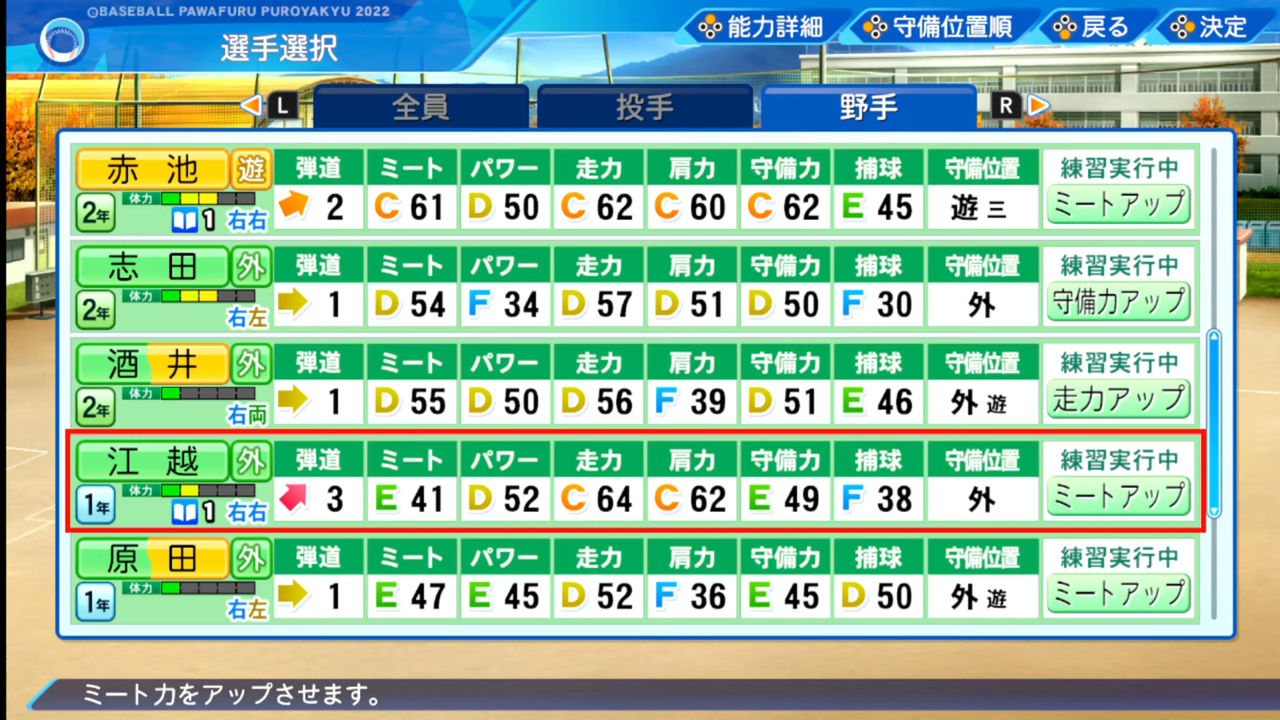 ©BASEBALL PAWAFURU PUROYAKYU 2022
選手選択
能力詳細 守備位置順 戻る 決定
L 全員 投手 野手 R
赤池 遊 弾道 ミート パワー 走力 肩力 守備力 捕球 守備位置 練習実行中
2年 体力 1 右右 2 C 61 D 50 C 62 C 60 C 62 E 45 遊 三 ミートアップ
志田 外 弾道 ミート パワー 走力 肩力 守備力 捕球 守備位置 練習実行中
2年 体力 右左 1 D 54 F 34 D 57 D 51 D 50 F 30 外 守備力アップ
酒井 外 弾道 ミート パワー 走力 肩力 守備力 捕球 守備位置 練習実行中
2年 体力 右両 1 D 55 D 50 D 56 F 39 D 51 E 46 外 遊 走力アップ
江越 外 弾道 ミート パワー 走力 肩力 守備力 捕球 守備位置 練習実行中
1年 体力 1 右右 3 E 41 D 52 C 64 C 62 E 49 F 38 外 ミートアップ
原田 外 弾道 ミート パワー 走力 肩力 守備力 捕球 守備位置 練習実行中
1年 体力 右左 1 E 47 E 45 D 52 F 36 E 45 D 50 外 遊 ミートアップ
ミート力をアップさせます。